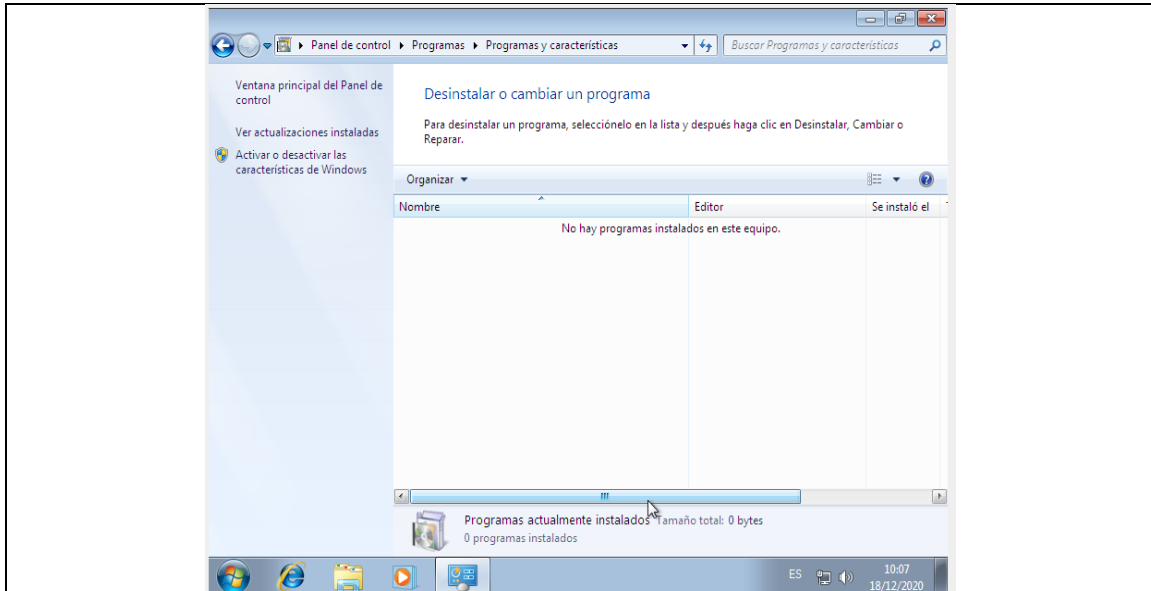 Panel de control ▸ Programas ▸ Programas y características
Buscar Programas y características
Ventana principal del Panel de
control
Ver actualizaciones instaladas
Activar o desactivar las
características de Windows
Desinstalar o cambiar un programa
Para desinstalar un programa, selecciónelo en la lista y después haga clic en Desinstalar, Cambiar o
Reparar.
Organizar
Nombre Editor Se instaló el
No hay programas instalados en este equipo.
Programas actualmente instalados Tamaño total: 0 bytes
0 programas instalados
ES 10:07
18/12/2020